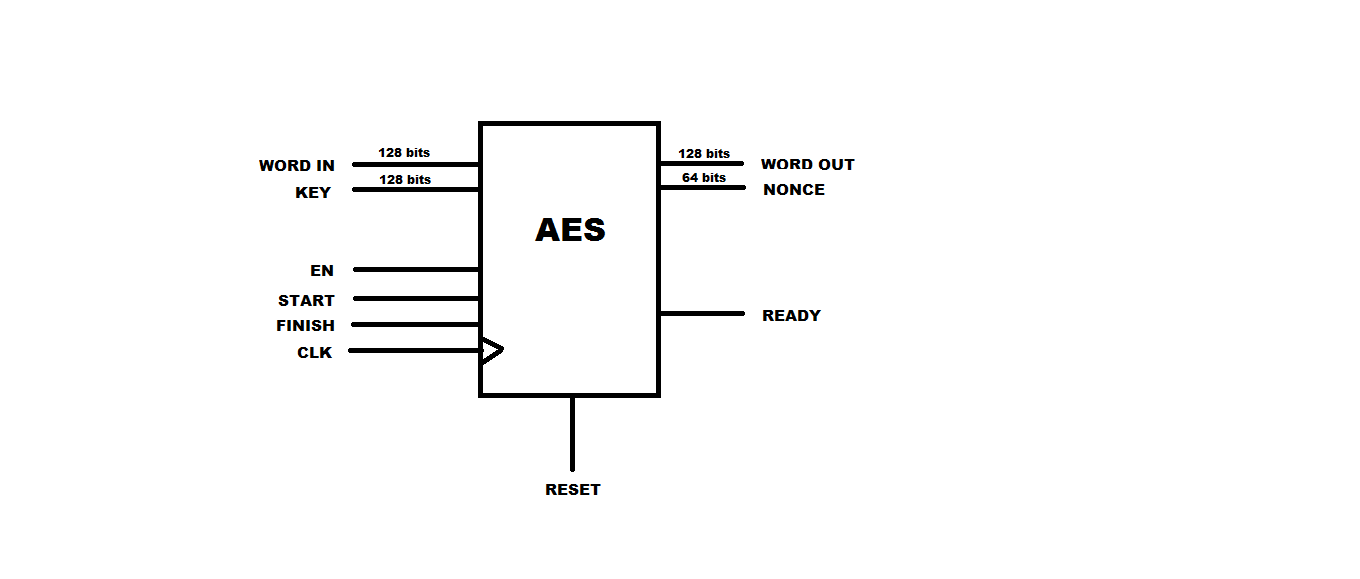 128 bits
WORD IN
128 bits
KEY
EN
START
FINISH
CLK
AES
128 bits
WORD OUT
64 bits
NONCE
READY
RESET